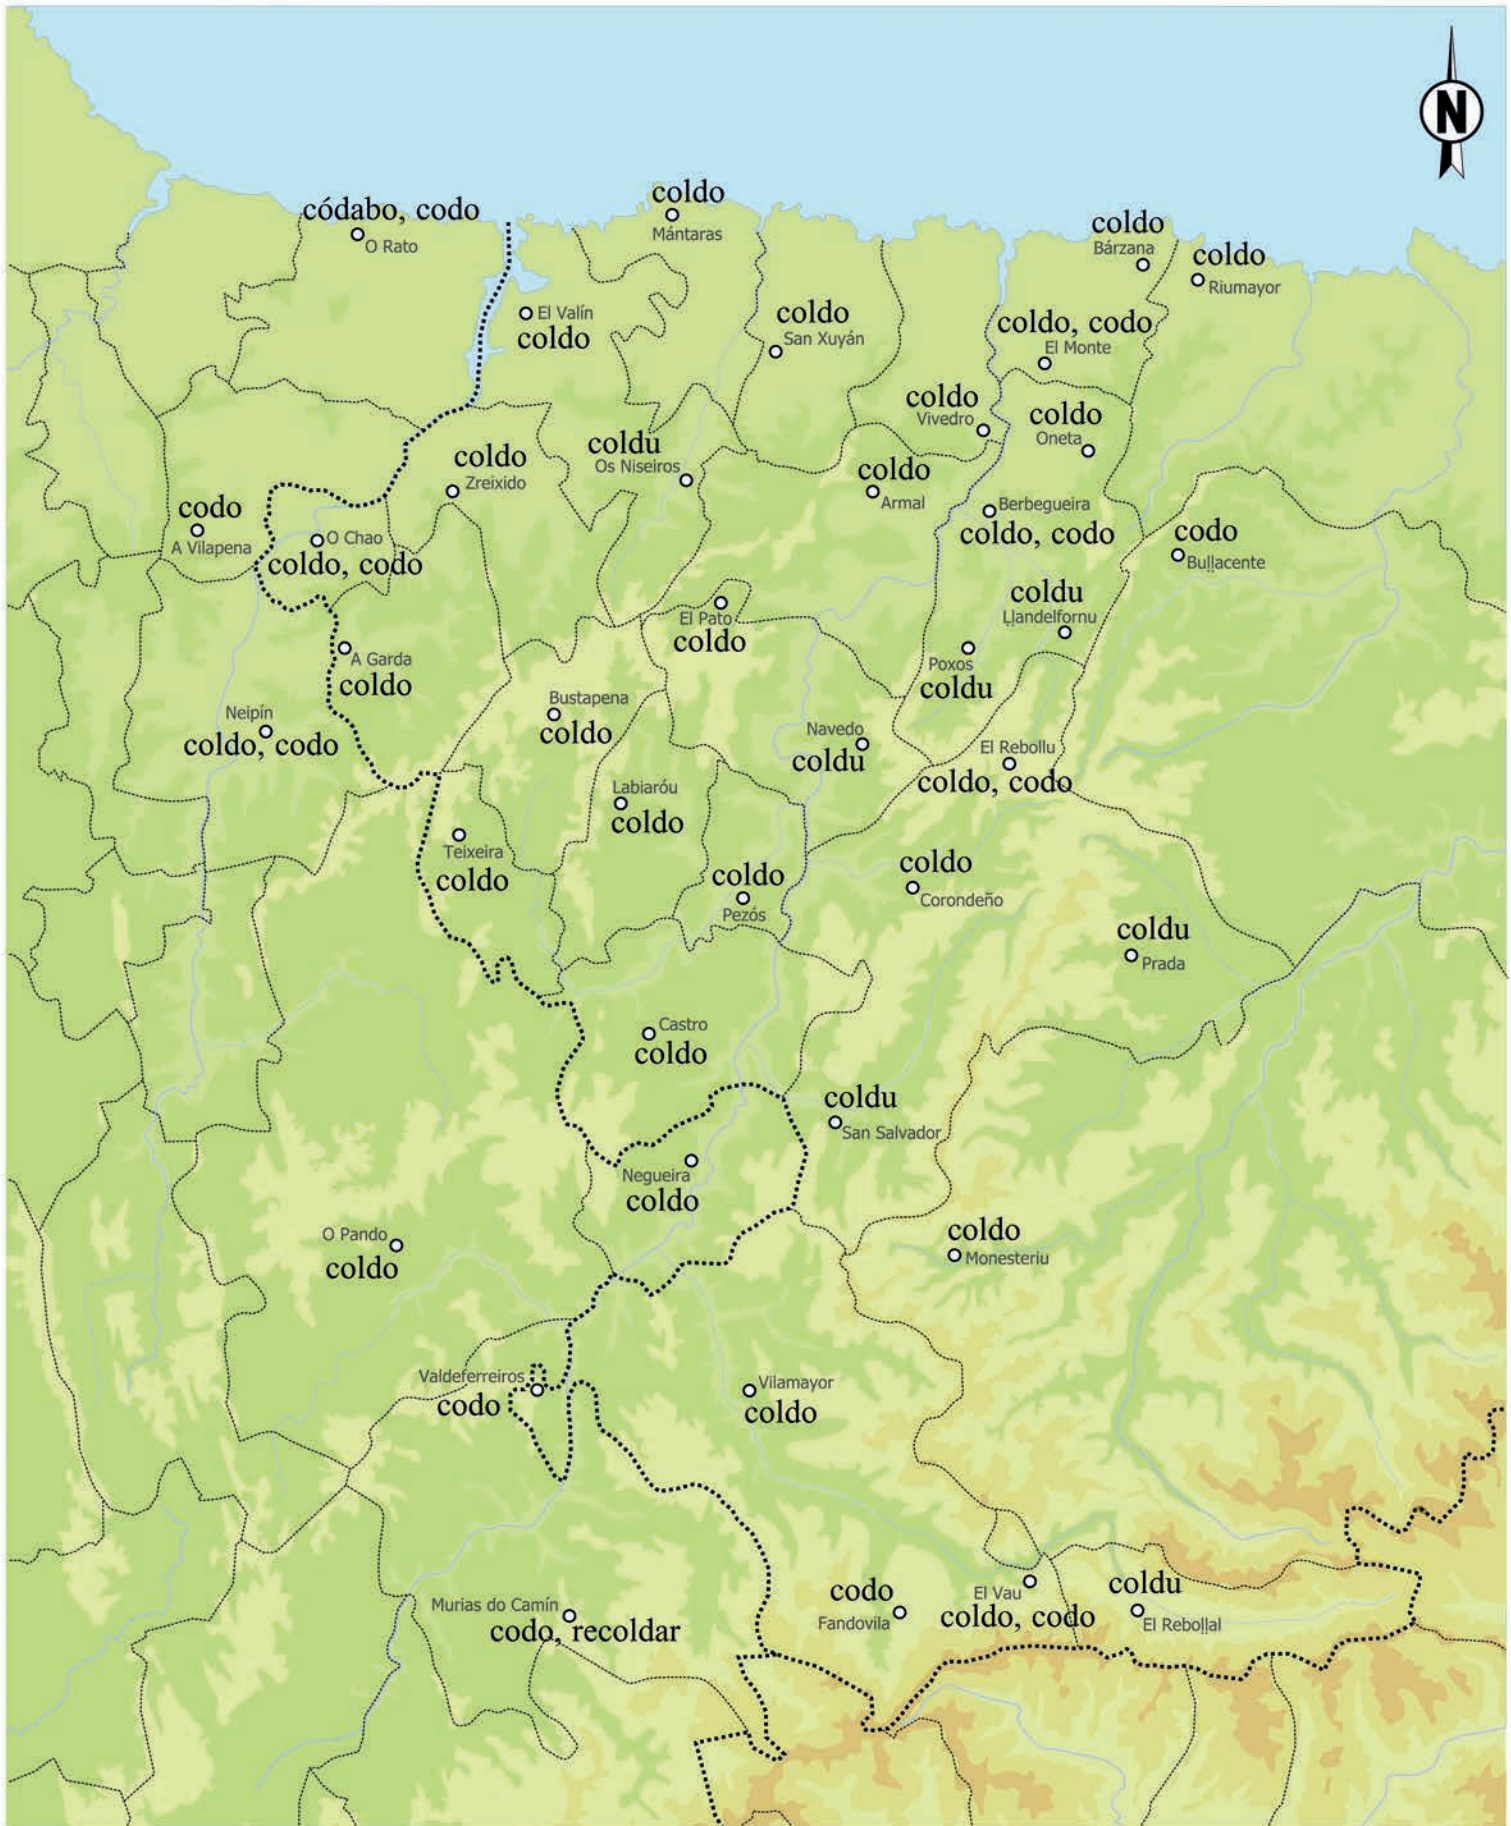 N
coldo
Mántaras
códabo, codo
O Rato
coldo
Bárzana
coldo
Riumayor
El Valín
coldo
coldo
San Xuyán
coldo, codo
El Monte
coldo
Vivedro
coldo
Oneta
coldu
Os Niseiros
coldo
Zreixido
coldo
Armal
codo
A Vilapena
O Chao
coldo, codo
Berbegueira
coldo, codo
codo
Buḷḷacente
coldu
Ḷḷandelfornu
El Pato
coldo
A Garda
coldo
Poxos
coldu
Bustapena
coldo
Neipín
coldo, codo
Navedo
coldu
El Rebollu
coldo, codo
Labiaróu
coldo
Teixeira
coldo
coldo
Pezós
coldo
Corondeño
coldu
Prada
Castro
coldo
coldu
San Salvador
Negueira
coldo
O Pando
coldo
coldo
Monesteriu
Valdeferreiros
codo
Vilamayor
coldo
Murias do Camín
codo, recoldar
codo
Fandovila
El Vau
coldo, codo
coldu
El Reboḷḷal